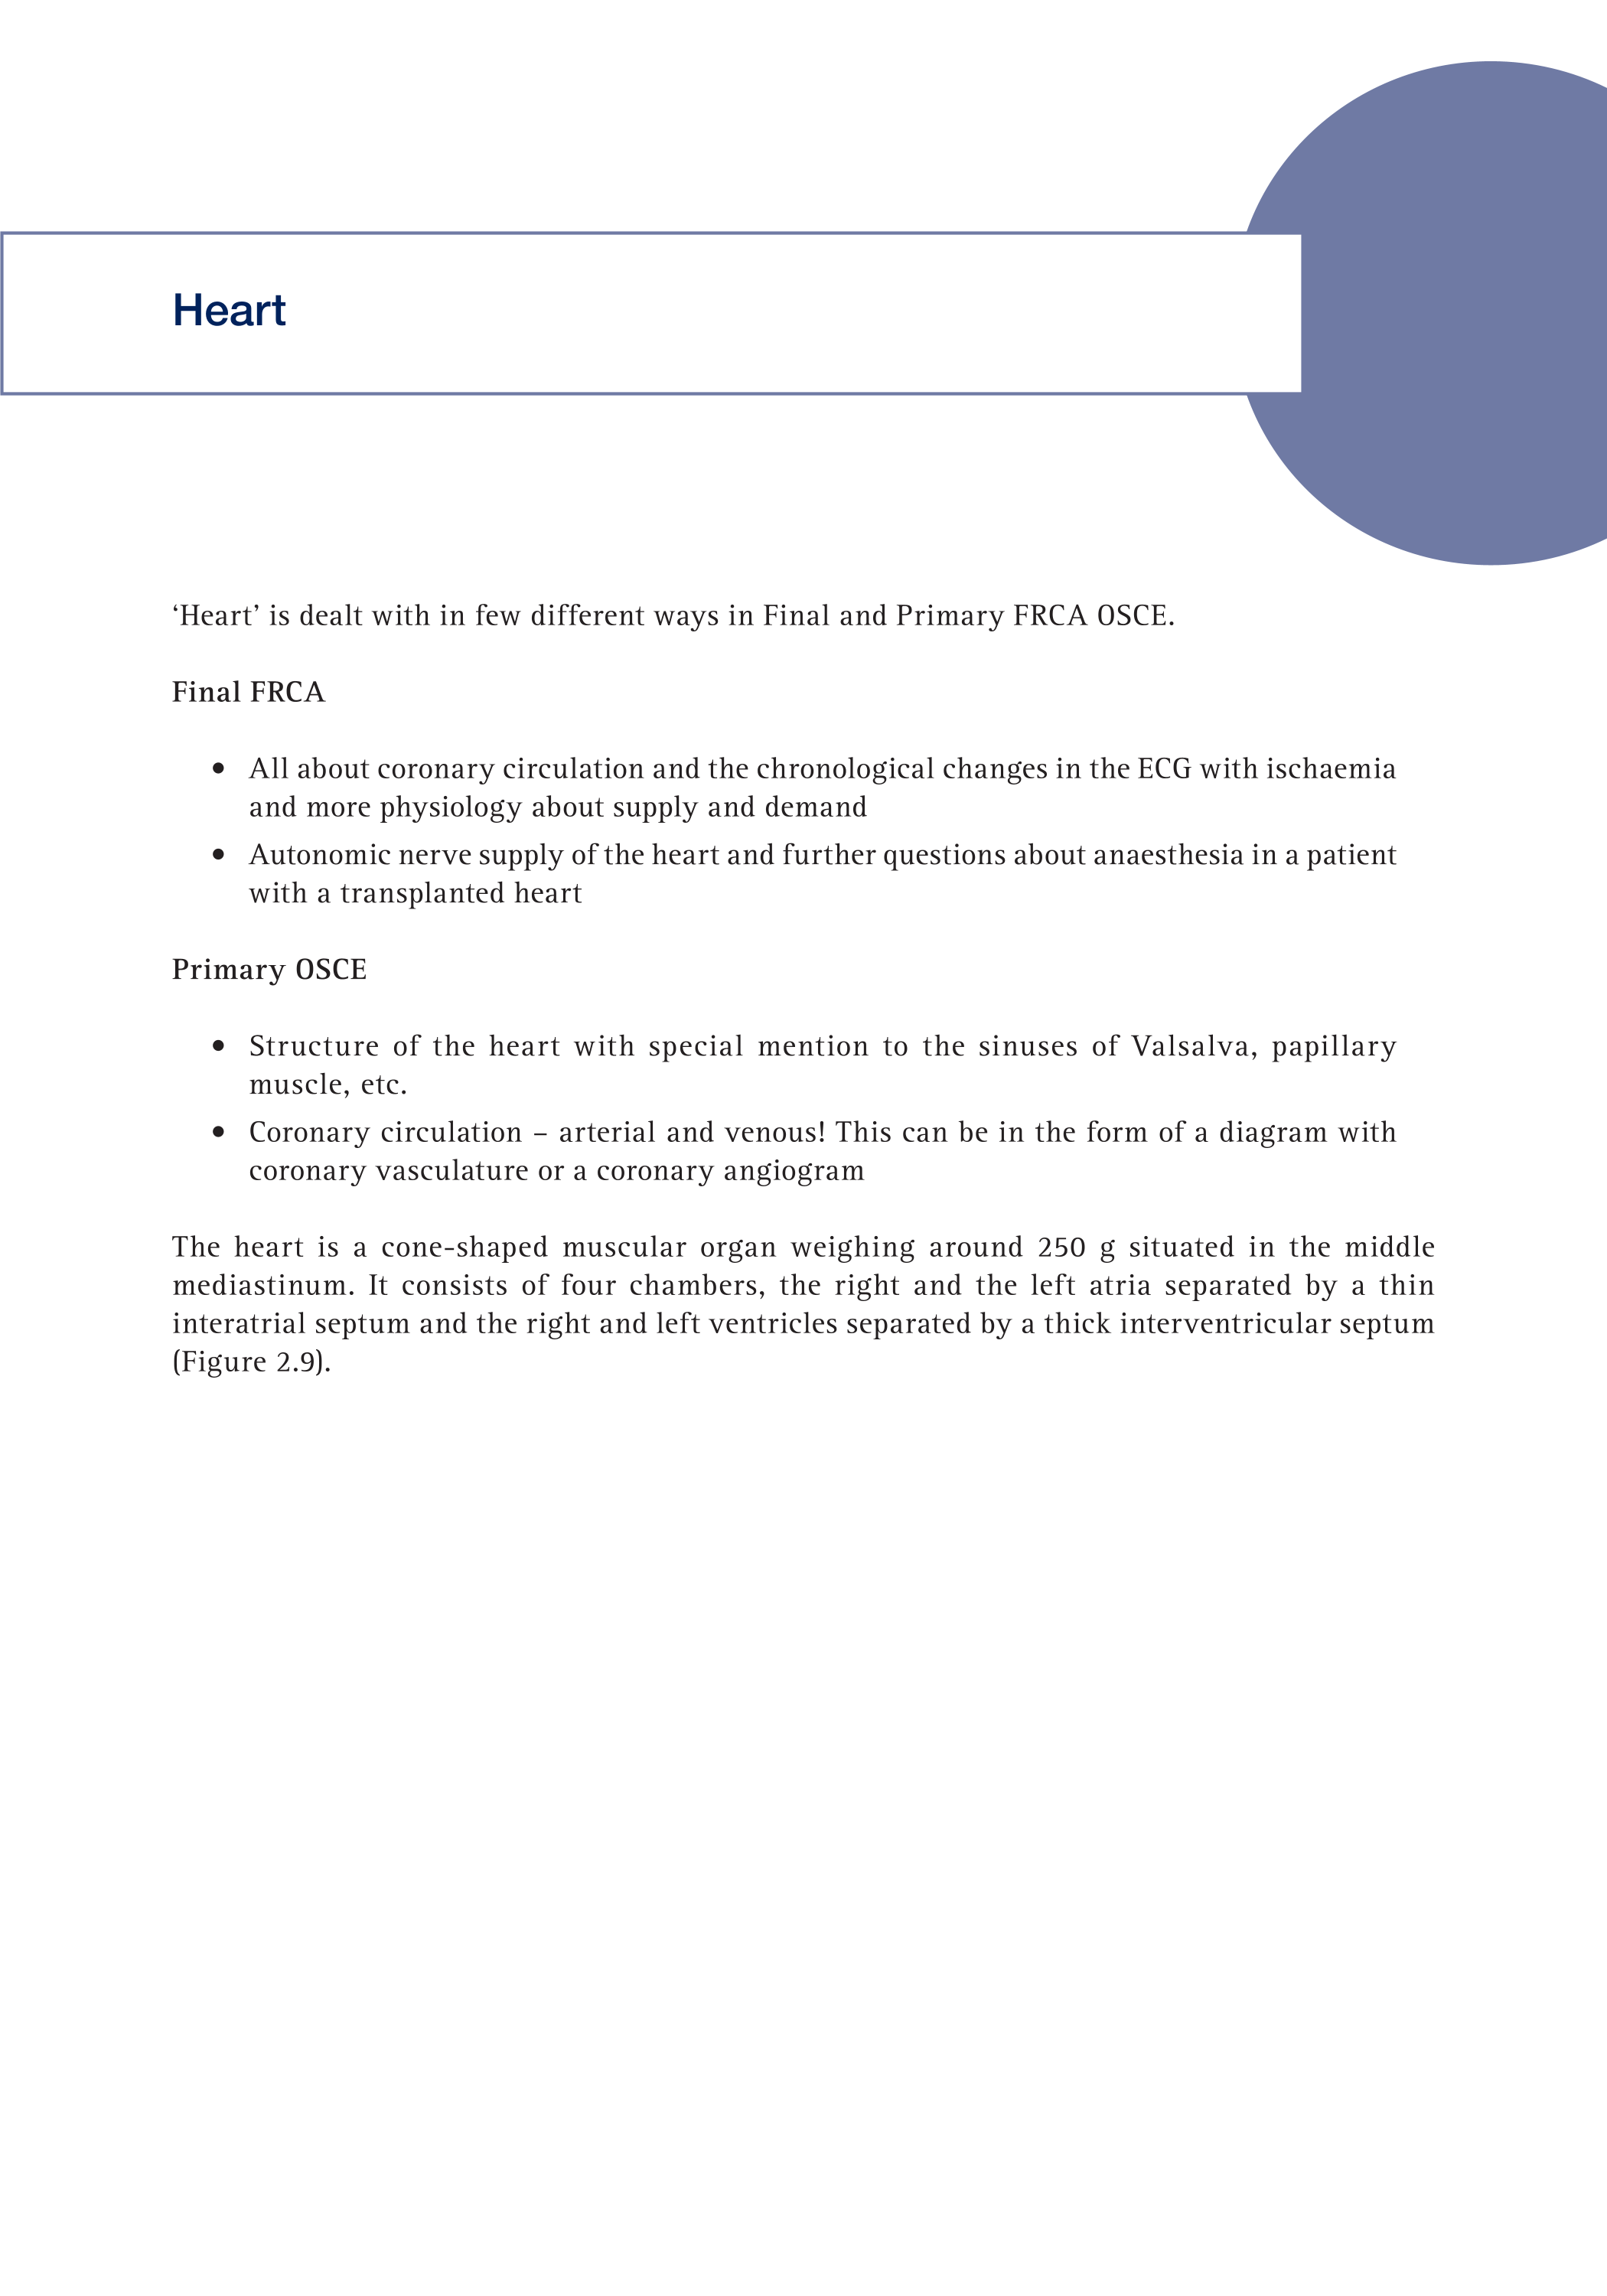 Heart
‘Heart’ is dealt with in few different ways in Final and Primary FRCA OSCE.
Final FRCA
• All about coronary circulation and the chronological changes in the ECG with ischaemia
and more physiology about supply and demand
• Autonomic nerve supply of the heart and further questions about anaesthesia in a patient
with a transplanted heart
Primary OSCE
• Structure of the heart with special mention to the sinuses of Valsalva, papillary
muscle, etc.
• Coronary circulation – arterial and venous! This can be in the form of a diagram with
coronary vasculature or a coronary angiogram
The heart is a cone-shaped muscular organ weighing around 250 g situated in the middle
mediastinum. It consists of four chambers, the right and the left atria separated by a thin
interatrial septum and the right and left ventricles separated by a thick interventricular septum
(Figure 2.9).